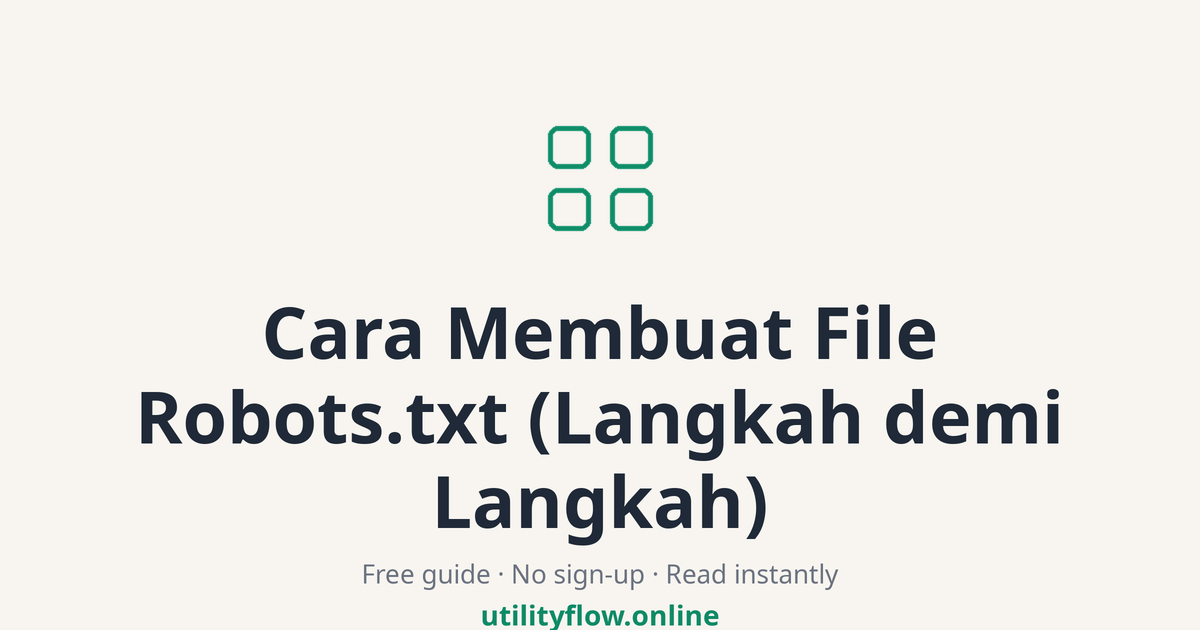 Cara Membuat File
Robots.txt (Langkah demi
Langkah)
Free guide · No sign-up · Read instantly
utilityflow.online